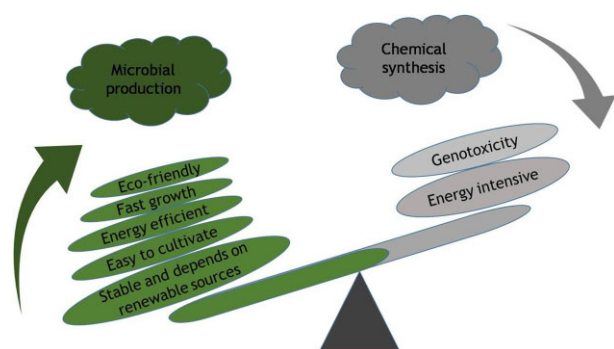 Microbial
production
Chemical
synthesis
Eco-friendly
Fast growth
Energy efficient
Easy to cultivate
Stable and depends on
renewable sources
Genotoxicity
Energy intensive